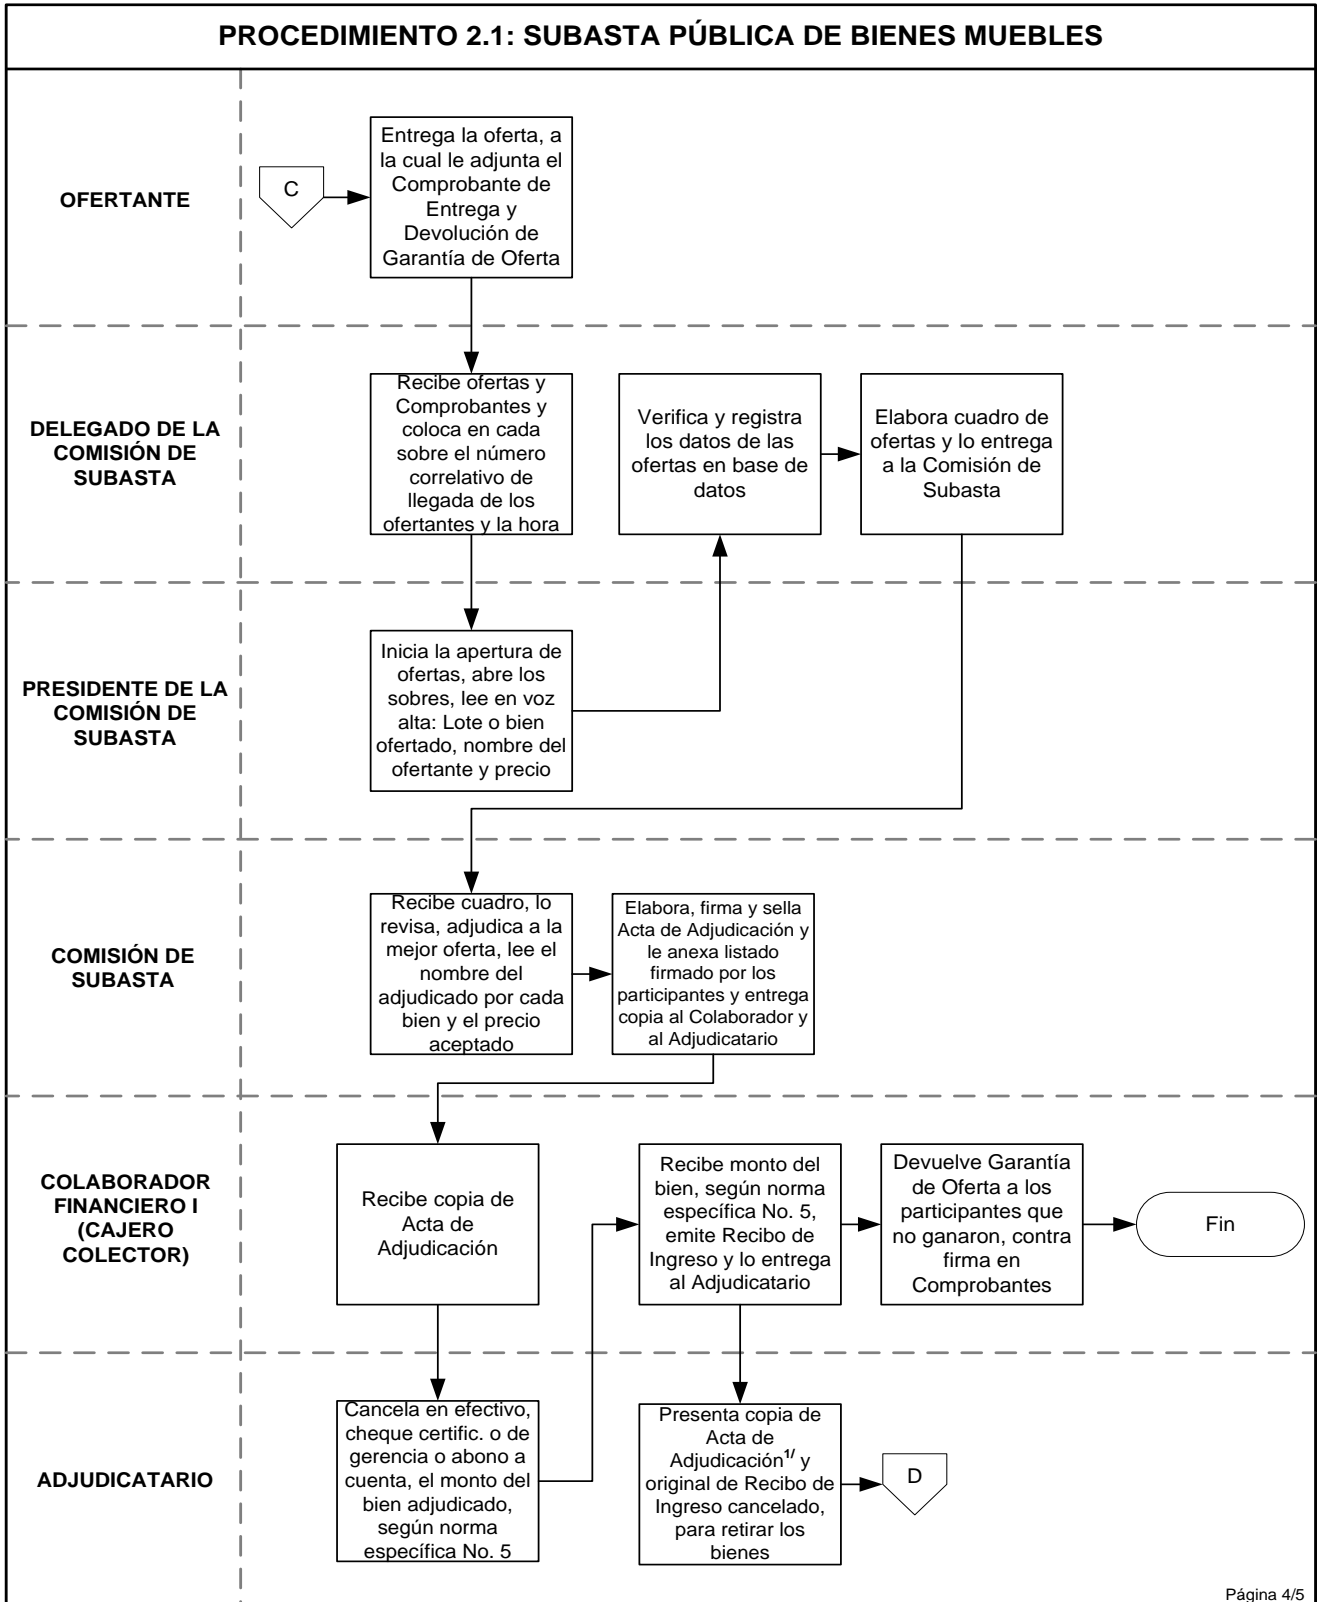 PROCEDIMIENTO 2.1: SUBASTA PÚBLICA DE BIENES MUEBLES
OFERTANTE
C
Entrega la oferta, a
la cual le adjunta el
Comprobante de
Entrega y
Devolución de
Garantía de Oferta
DELEGADO DE LA
COMISIÓN DE
SUBASTA
Recibe ofertas y
Comprobantes y
coloca en cada
sobre el número
correlativo de
llegada de los
ofertantes y la hora
Verifica y registra
los datos de las
ofertas en base de
datos
Elabora cuadro de
ofertas y lo entrega
a la Comisión de
Subasta
PRESIDENTE DE LA
COMISIÓN DE
SUBASTA
Inicia la apertura de
ofertas, abre los
sobres, lee en voz
alta: Lote o bien
ofertado, nombre del
ofertante y precio
COMISIÓN DE
SUBASTA
Recibe cuadro, lo
revisa, adjudica a la
mejor oferta, lee el
nombre del
adjudicado por cada
bien y el precio
aceptado
Elabora, firma y sella
Acta de Adjudicación y
le anexa listado
firmado por los
participantes y entrega
copia al Colaborador y
al Adjudicatario
COLABORADOR
FINANCIERO I
(CAJERO
COLECTOR)
Recibe copia de
Acta de
Adjudicación
Recibe monto del
bien, según norma
específica No. 5,
emite Recibo de
Ingreso y lo entrega
al Adjudicatario
Devuelve Garantía
de Oferta a los
participantes que
no ganaron, contra
firma en
Comprobantes
Fin
ADJUDICATARIO
Cancela en efectivo,
cheque certific. o de
gerencia o abono a
cuenta, el monto del
bien adjudicado,
según norma
específica No. 5
Presenta copia de
Acta de
Adjudicación1/ y
original de Recibo de
Ingreso cancelado,
para retirar los
bienes
D
Página 4/5